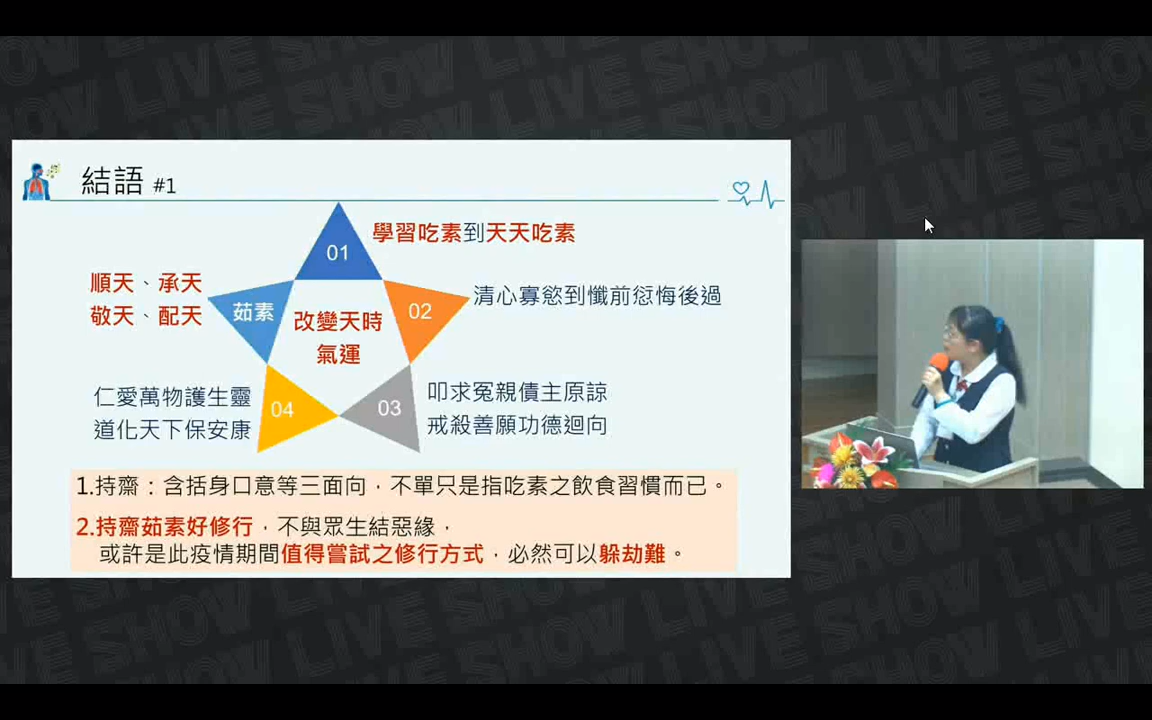 結語 #1
01
學習吃素到天天吃素
順天、承天
敬天、配天
茹素
02
清心寡慾到懺前愆悔後過
改變天時
氣運
仁愛萬物護生靈
道化天下保安康
04
03
叩求冤親債主原諒
戒殺善願功德迴向
1.持齋：含括身口意等三面向，不單只是指吃素之飲食習慣而已。
2.持齋茹素好修行，不與眾生結惡緣，
或許是此疫情期間值得嘗試之修行方式，必然可以躲劫難。
LIVE SHOW